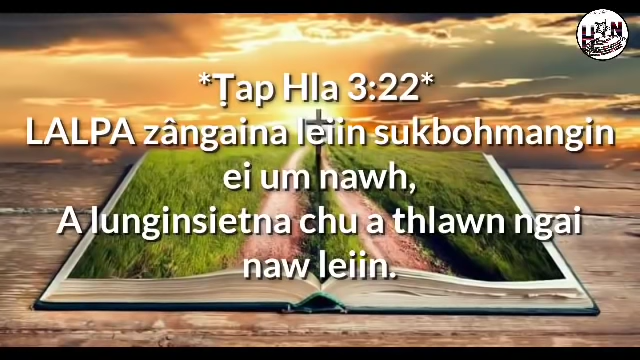 *Ṭap Hla 3:22*
LALPA zângaina leiin sukbohmangin
ei um nawh,
A lunginsietna chu a thlawn ngai
naw leiin.